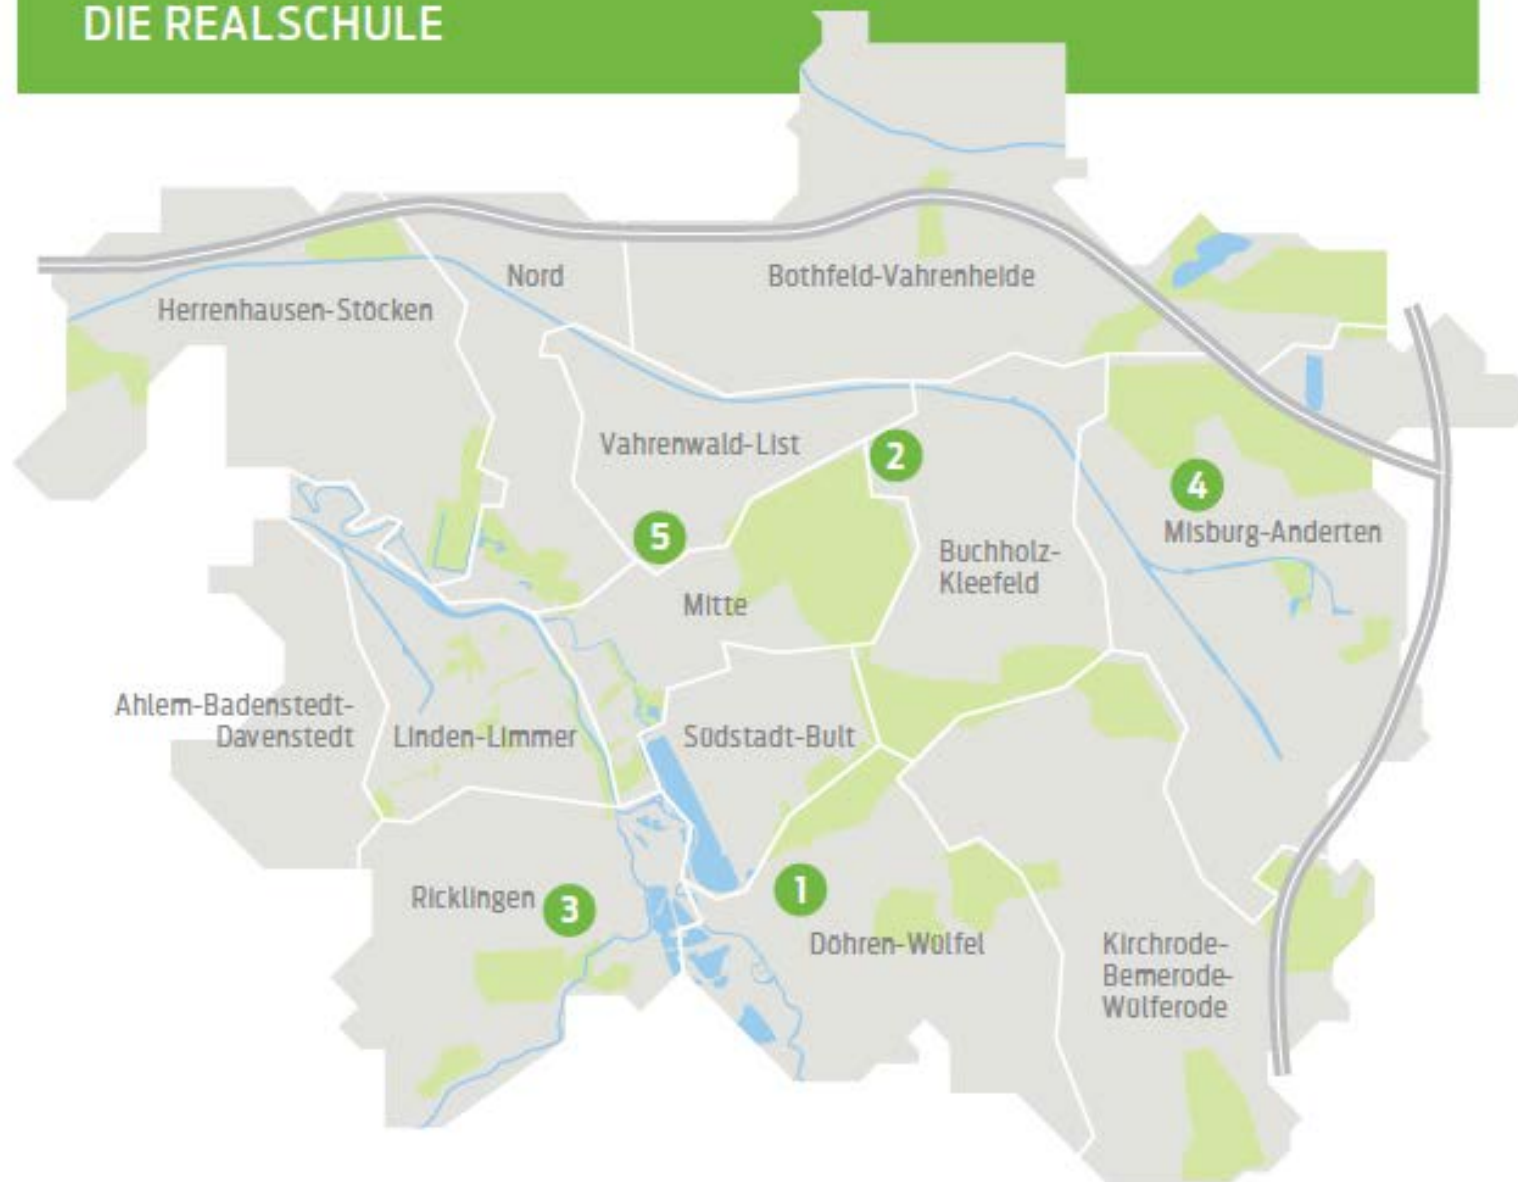 DIE REALSCHULE
Nord
Bothfeld-Vahrenheide
Herrenhausen-Stöcken
Vahrenwald-List
2
4
Misburg-Anderten
5
Buchholz-
Kleefeld
Mitte
Ahlem-Badenstedt-
Davenstedt
Linden-Limmer
Südstadt-Bult
Ricklingen
3
1
Döhren-Wülfel
Kirchrode-
Bemerode-
Wülferode